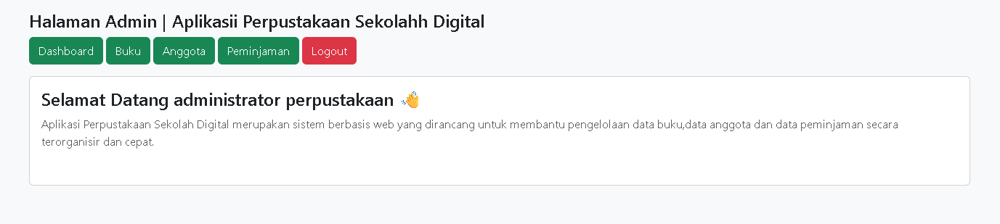 Halaman Admin | Aplikasii Perpustakaan Sekolahh Digital
Dashboard Buku Anggota Peminjaman Logout
Selamat Datang administrator perpustakaan 👋
Aplikasi Perpustakaan Sekolah Digital merupakan sistem berbasis web yang dirancang untuk membantu pengelolaan data buku,data anggota dan data peminjaman secara
terorganisir dan cepat.